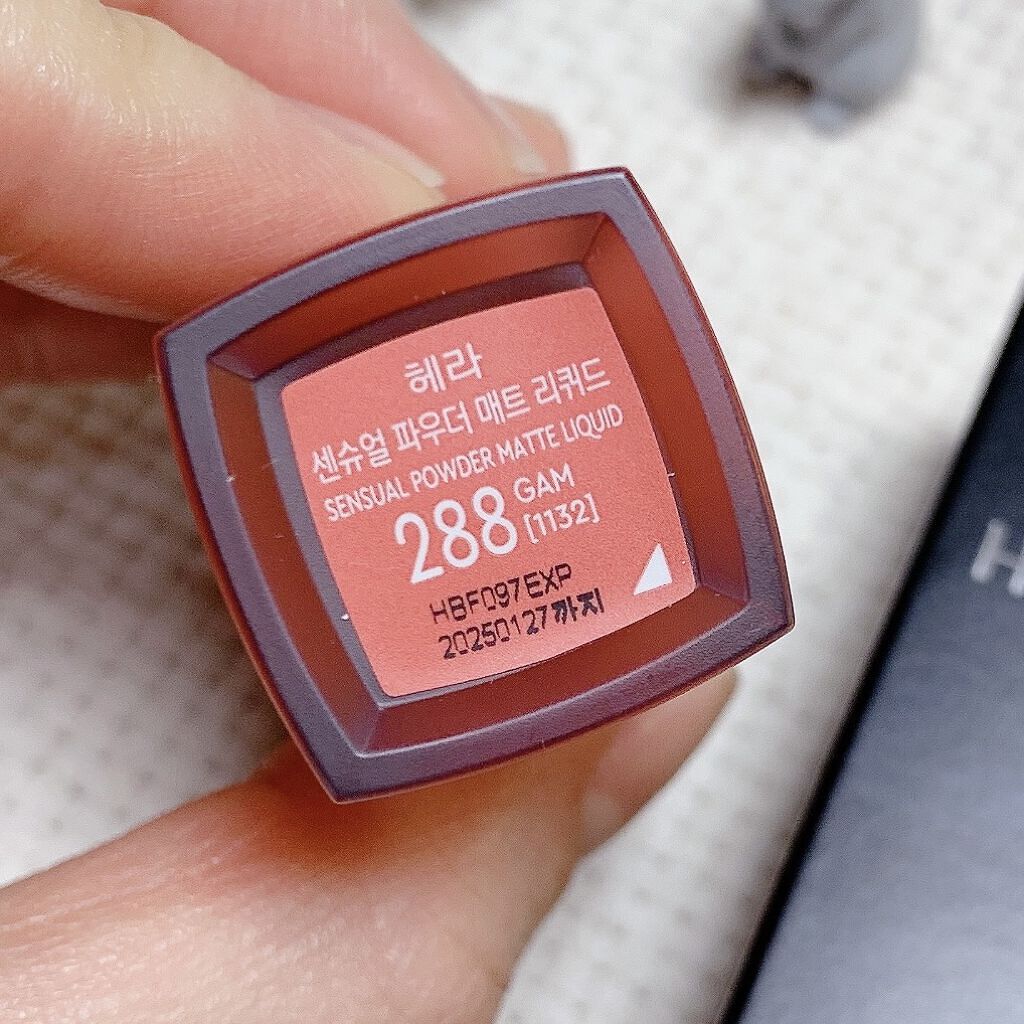 헤라
센슈얼 파우더 매트 리퀴드
SENSUAL POWDER MATTE LIQUID
288 GAM
[1132]
HBF097EXP
20250127까지
H